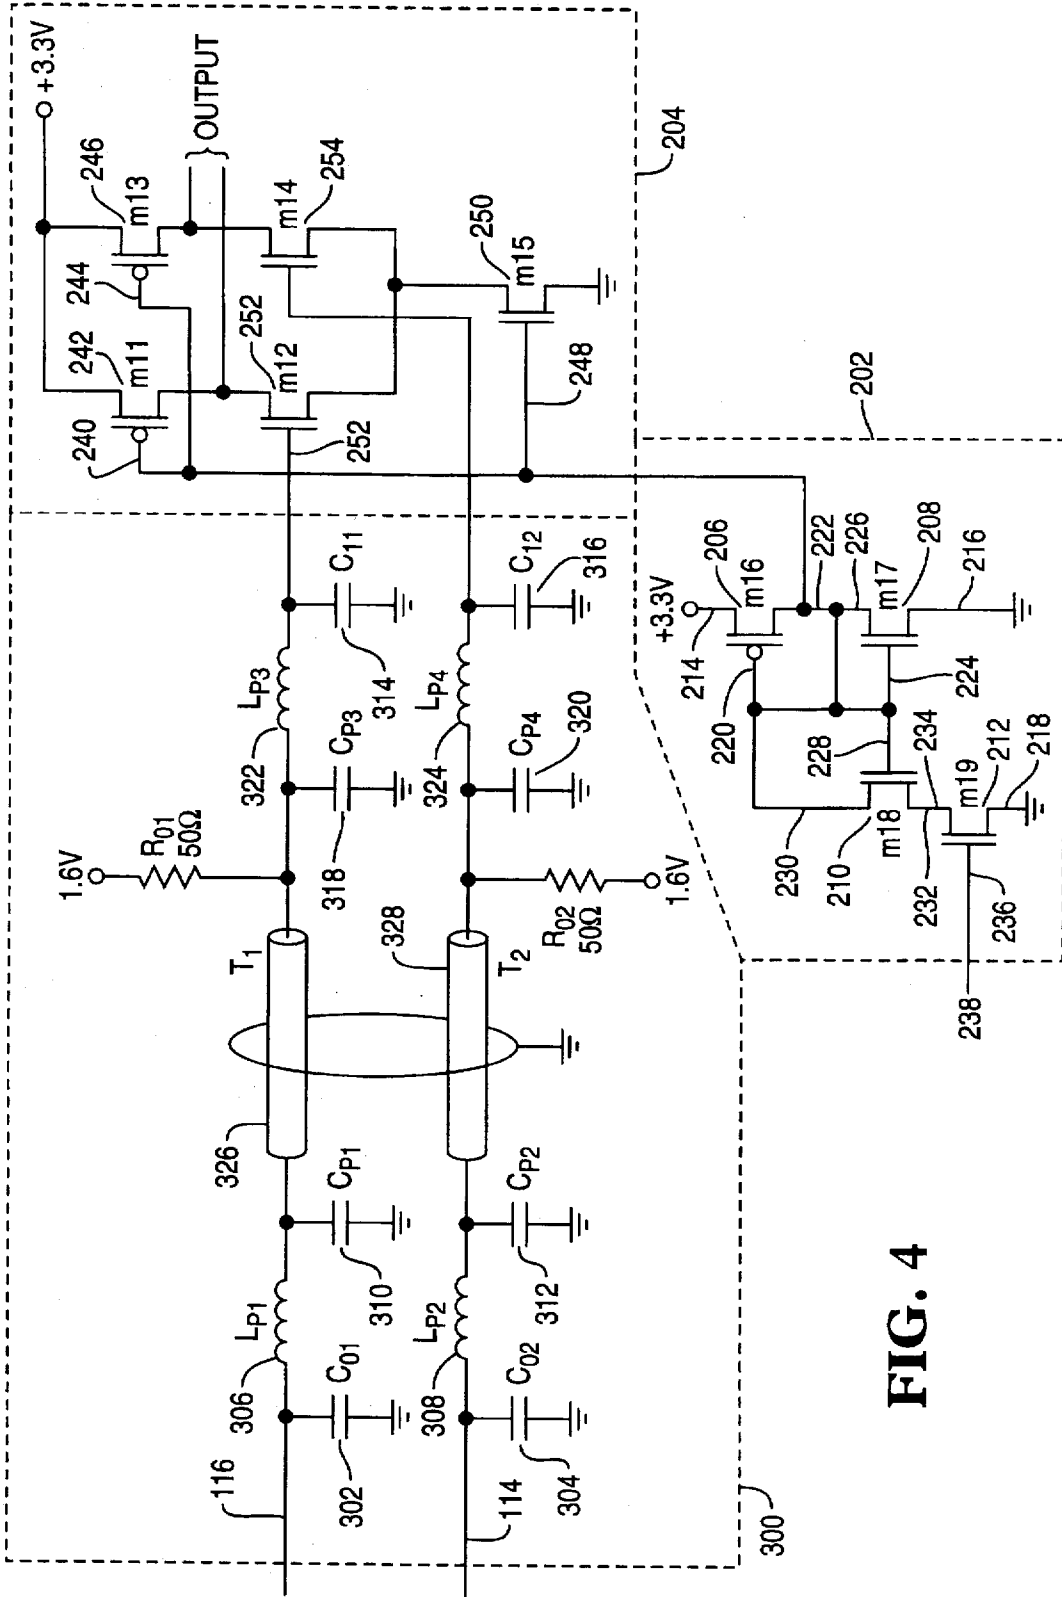 +3.3V
246
m13
OUTPUT
244
242
m11
240
254
m14
252
m12
252
250
m15
248
204
202
1.6V
R01
50Ω
LP3
322
C11
314
CP3
318
LP4
324
C12
316
CP4
320
R02
50Ω
1.6V
T1
326
328
T2
LP1
306
CP1
310
C01
302
116
LP2
308
CP2
312
C02
304
114
300
+3.3V
214
206
m16
220
222
226
m17
208
216
224
228
230
210
m18
234
232
m19
212
218
236
238
FIG. 4